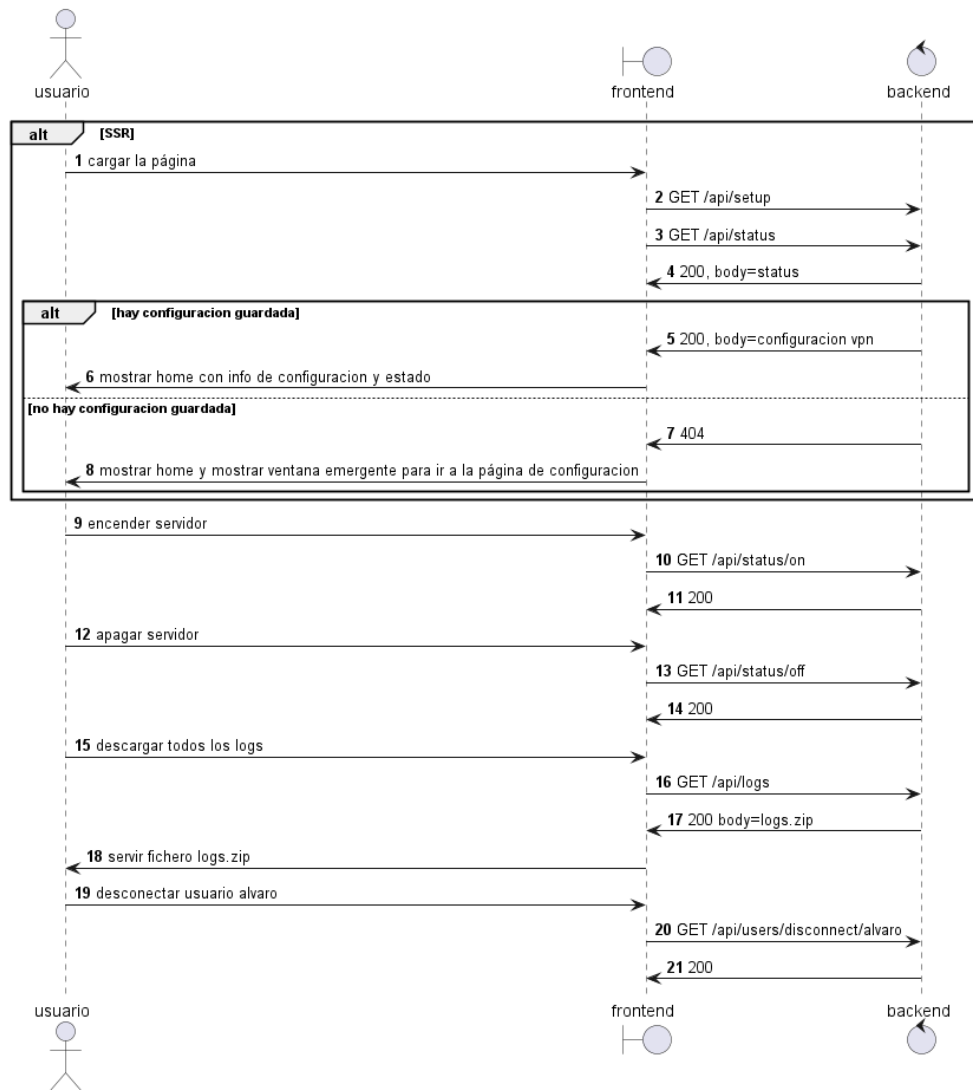 usuario
frontend
backend
alt [SSR]
1 cargar la página
2 GET /api/setup
3 GET /api/status
4 200, body=status
alt [hay configuracion guardada]
5 200, body=configuracion vpn
6 mostrar home con info de configuracion y estado
[no hay configuracion guardada]
7 404
8 mostrar home y mostrar ventana emergente para ir a la página de configuracion
9 encender servidor
10 GET /api/status/on
11 200
12 apagar servidor
13 GET /api/status/off
14 200
15 descargar todos los logs
16 GET /api/logs
17 200 body=logs.zip
18 servir fichero logs.zip
19 desconectar usuario alvaro
20 GET /api/users/disconnect/alvaro
21 200
usuario
frontend
backend